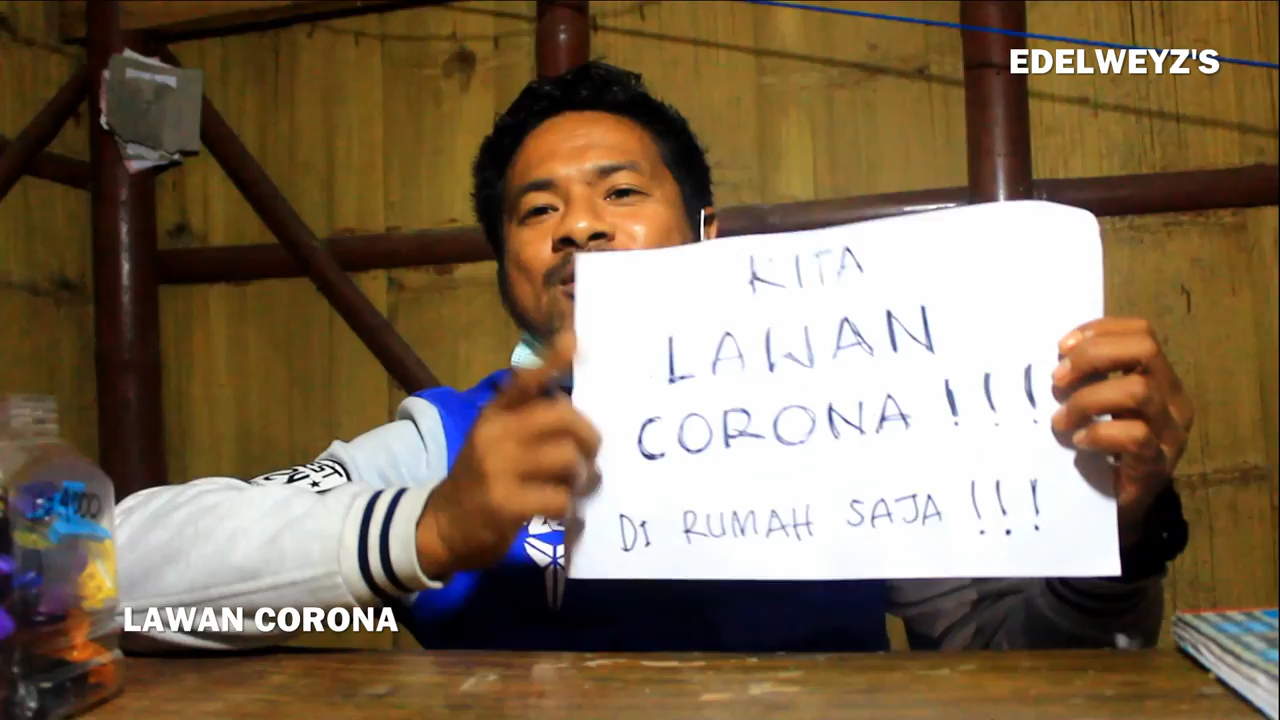 EDELWEYZ'S
KITA
LAWAN
CORONA !!!
DI RUMAH SAJA !!!
LAWAN CORONA